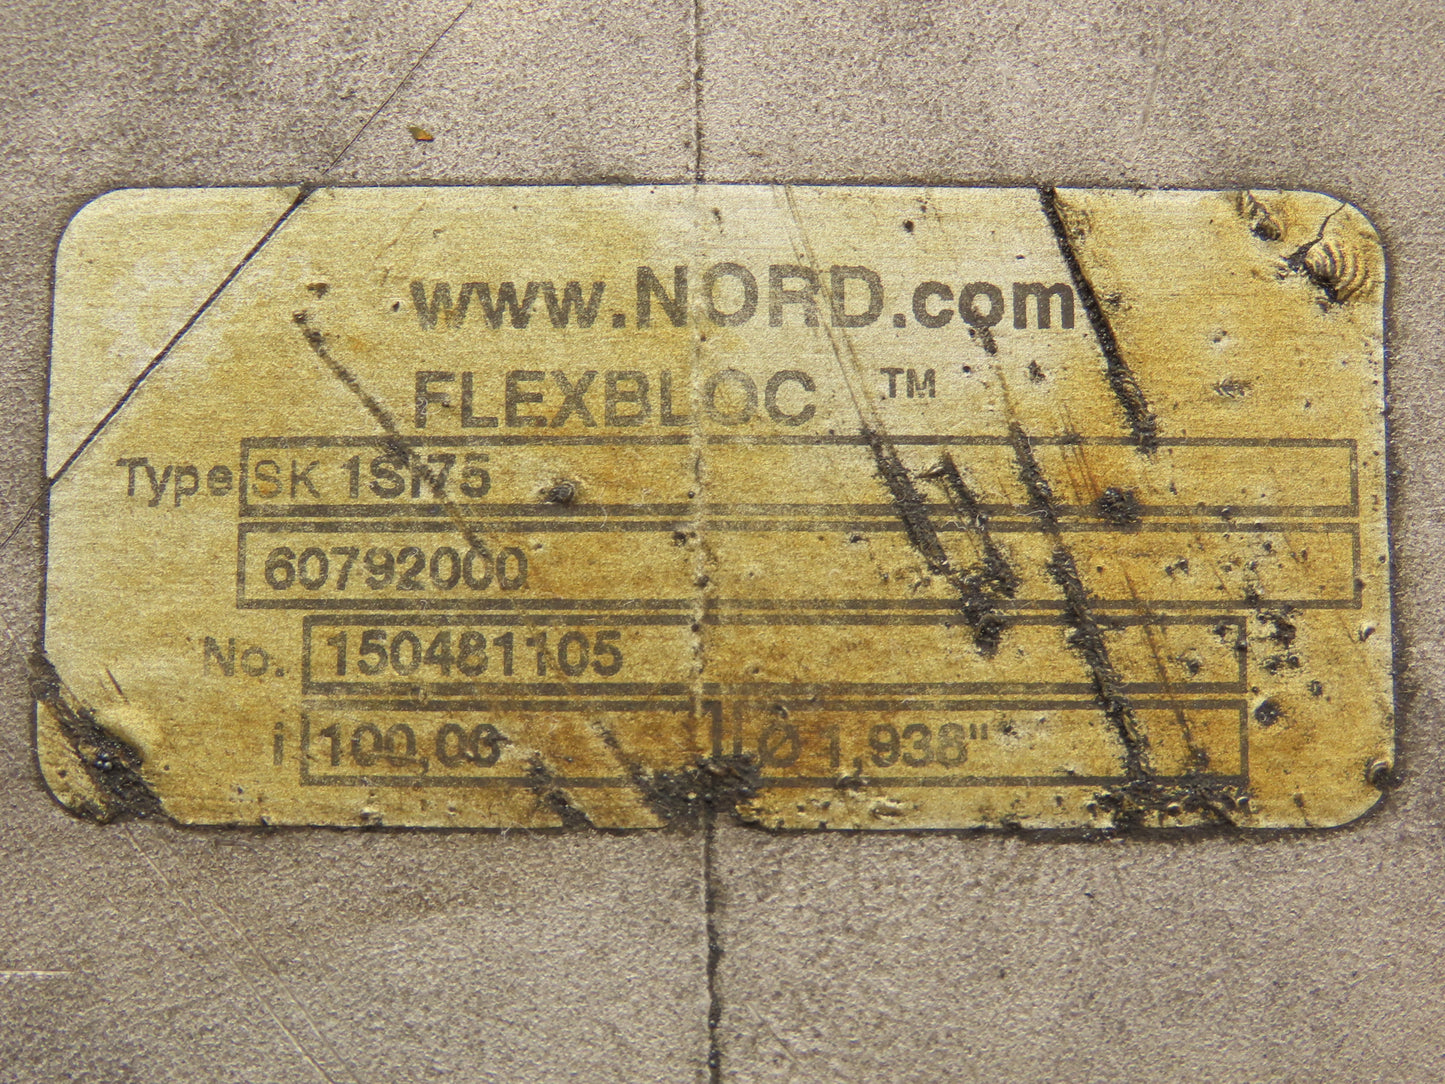 www.NORD.com
FLEXBLOC ™
Type SK 1SI75
60792000
No. 150481105
i 100,00 Ø 1,938"